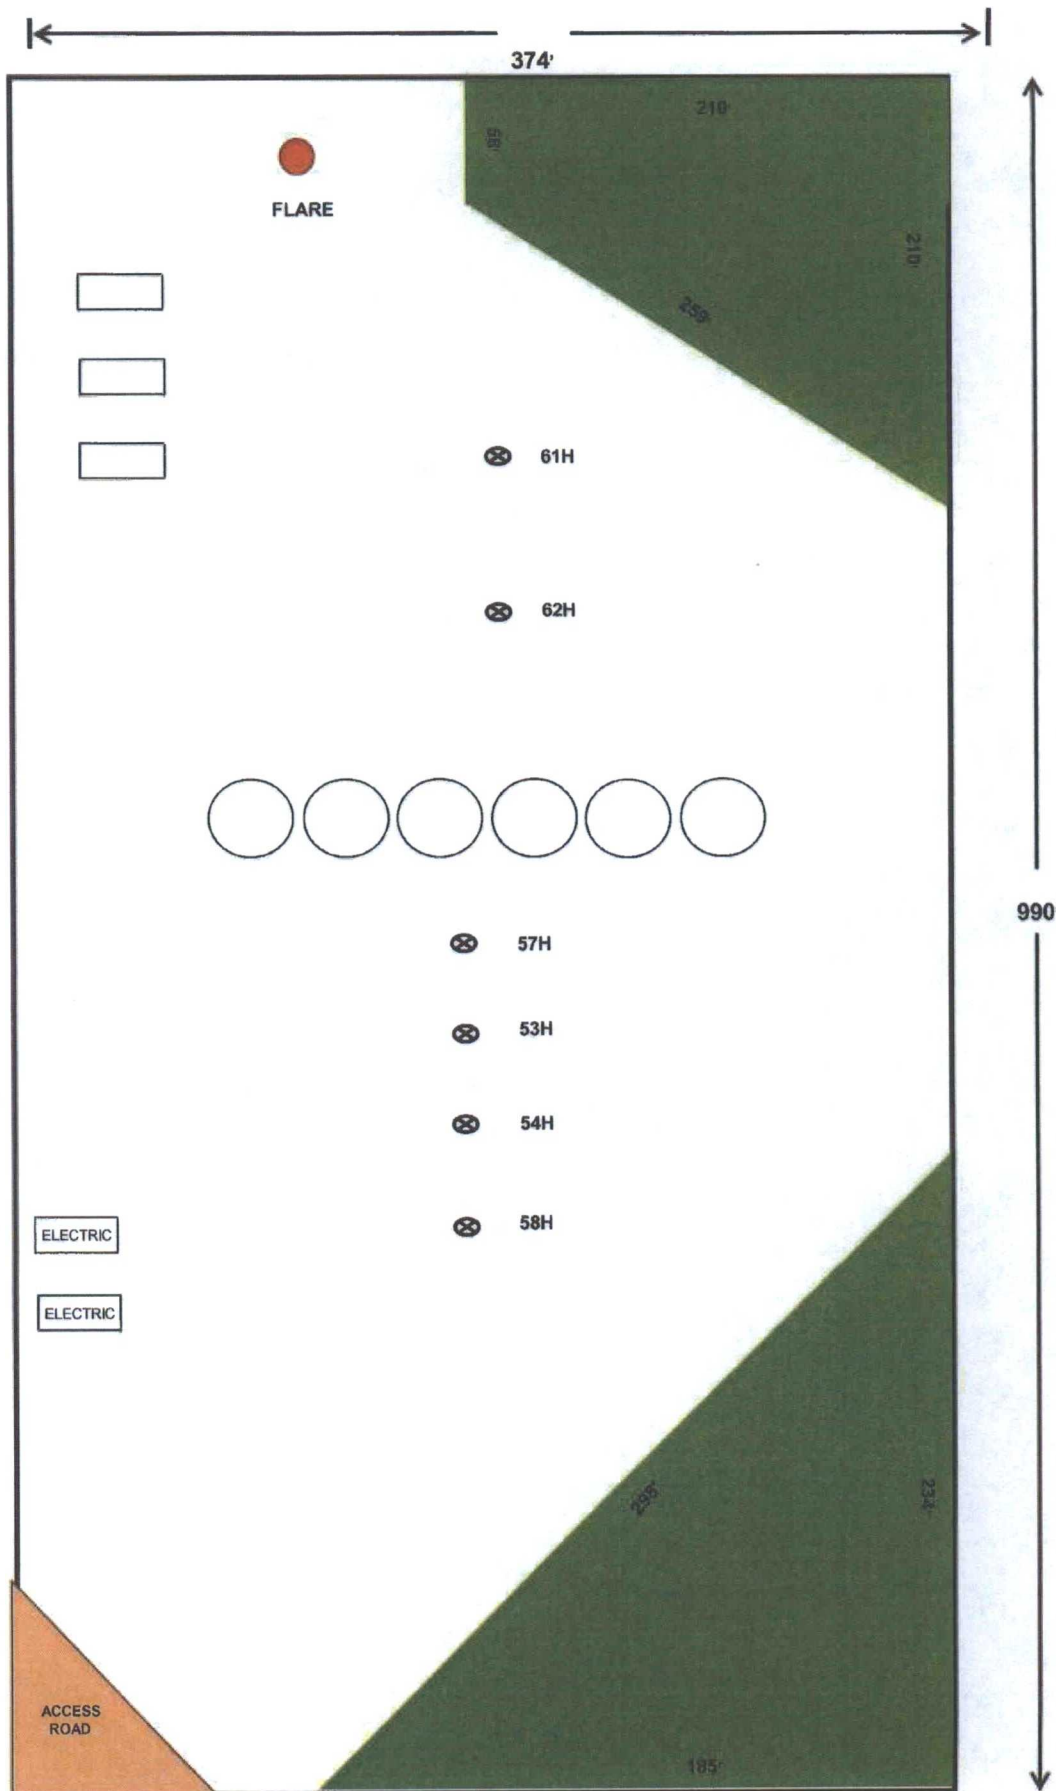 374'
210
58'
FLARE
210'
259'
61H
62H
990
57H
53H
54H
58H
ELECTRIC
ELECTRIC
295'
234'
ACCESS
ROAD
185'